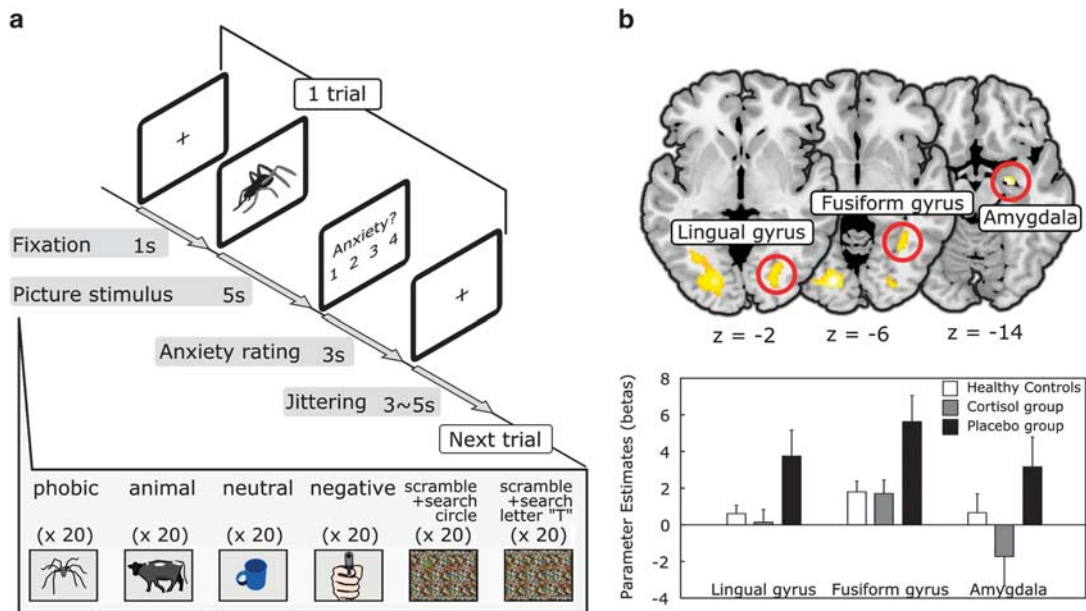 a
1 trial
Anxiety?
1 2 3 4
Fixation 1s
Picture stimulus 5s
Anxiety rating 3s
Jittering 3~5s
Next trial
phobic
(x 20)
animal
(x 20)
neutral
(x 20)
negative
(x 20)
scramble
+search
circle
(x 20)
scramble
+search
letter "T"
(x 20)
b
Lingual gyrus
Fusiform gyrus
Amygdala
z = -2
z = -6
z = -14
Parameter Estimates (betas)
8
6
4
2
0
-2
-4
Healthy Controls
Cortisol group
Placebo group
Lingual gyrus
Fusiform gyrus
Amygdala